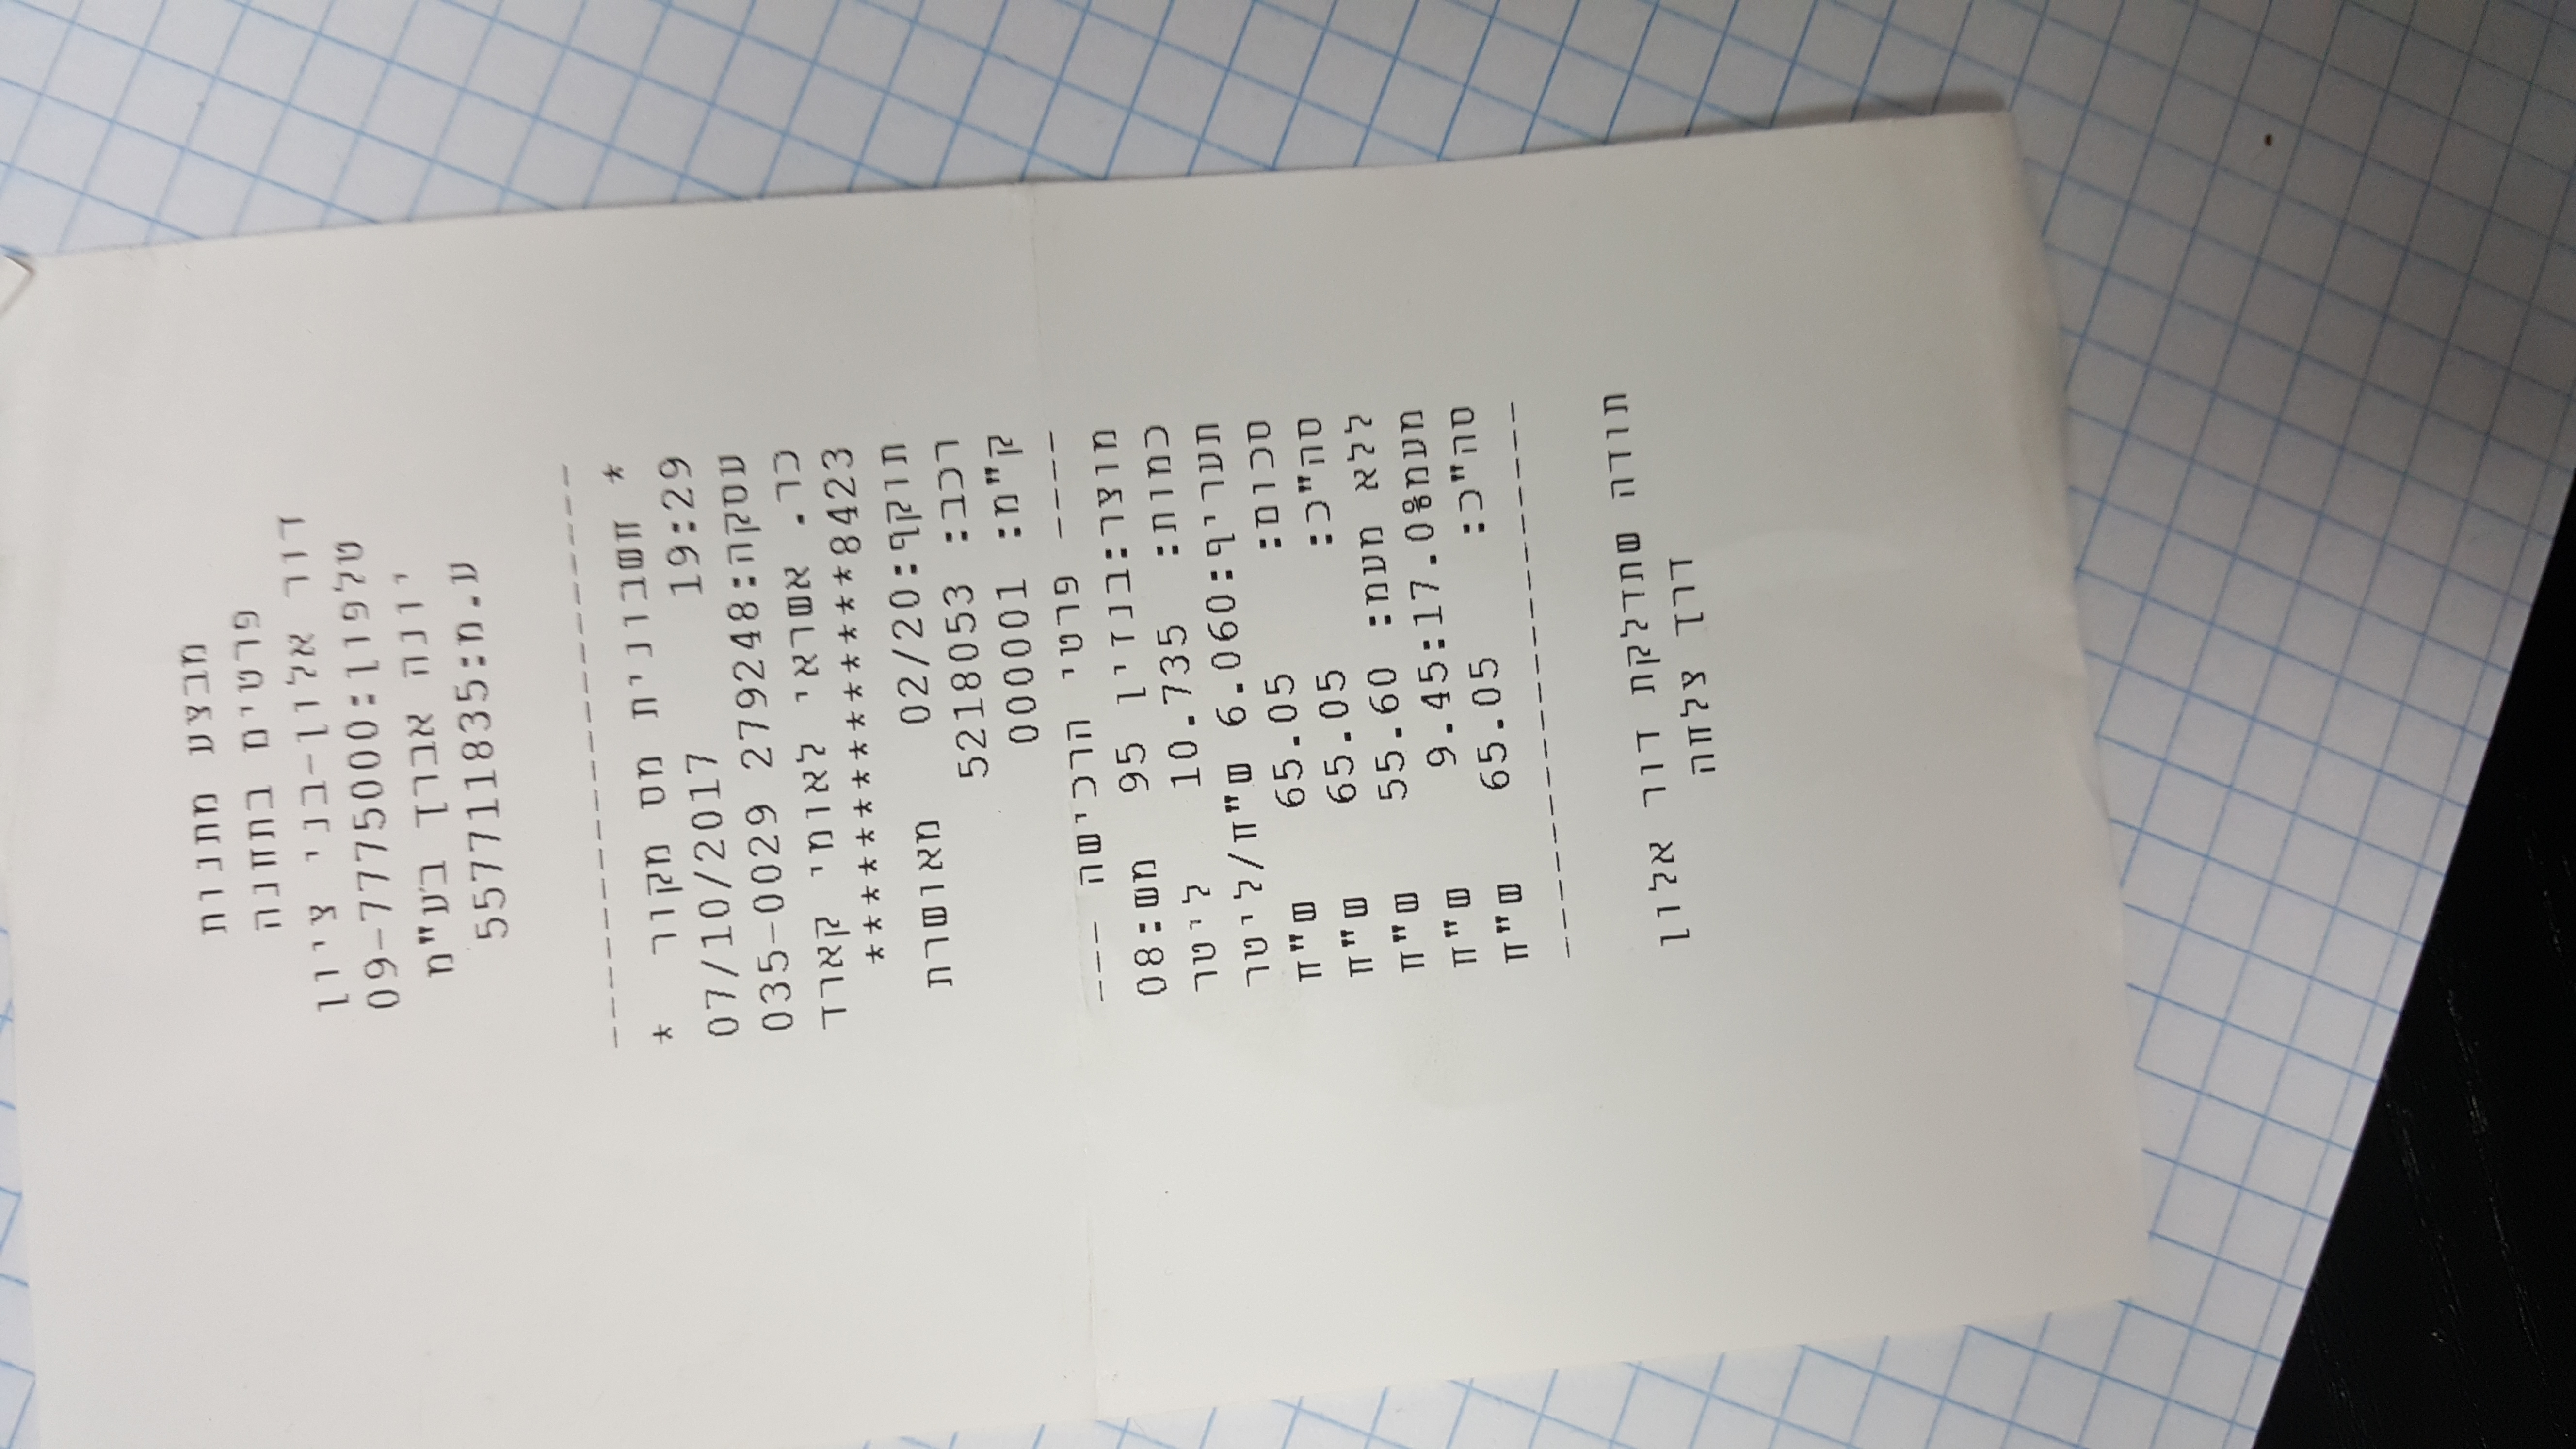 מבצע מתנות
פרטים בתחנה
דור אלון-בני ציון
טלפון:09-7775000
יונה אברך בע"מ
ע.מ:557711835
-------------------
* חשבונית מס מקור *
19:29 07/10/2017
עסקה:279248 035-0029
כר. אשראי לאומי קארד
**************8423
תוקף:02/20 מאושרת
רכב: 5218053
ק"מ: 000001
---- פרטי הרכישה ---
מוצר:בנזין 95 מש:08
כמות: 10.735 ליטר
תעריף:6.060 ש"ח/ליטר
סכום: 65.05 ש"ח
סה"כ: 65.05 ש"ח
ללא מעמ: 55.60 ש"ח
מעמ17.0%:9.45 ש"ח
סה"כ: 65.05 ש"ח
-------------------
תודה שתדלקת דור אלון
דרך צלחה